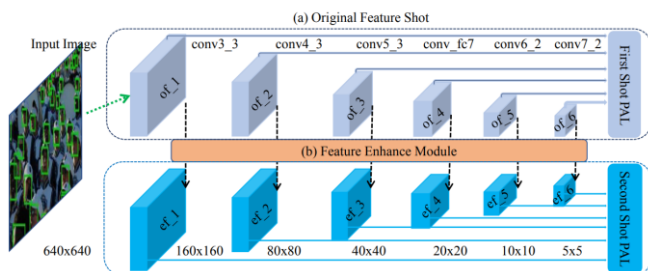 (a) Original Feature Shot
Input Image
conv3_3 conv4_3 conv5_3 conv_fc7 conv6_2 conv7_2
of_1 of_2 of_3 of_4 of_5 of_6
First Shot PAL
(b) Feature Enhance Module
ef_1 ef_2 ef_3 ef_4 ef_5 ef_6
Second Shot PAL
640x640 160x160 80x80 40x40 20x20 10x10 5x5